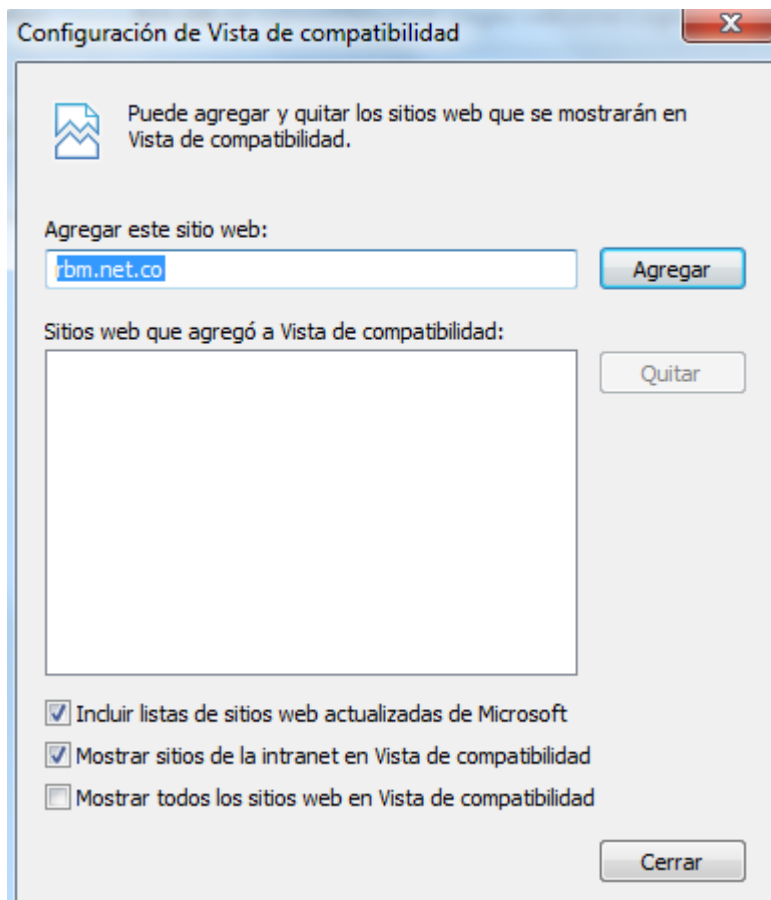 Configuración de Vista de compatibilidad
Puede agregar y quitar los sitios web que se mostrarán en
Vista de compatibilidad.
Agregar este sitio web:
rbm.net.co
Agregar
Sitios web que agregó a Vista de compatibilidad:
Quitar
Incluir listas de sitios web actualizadas de Microsoft
Mostrar sitios de la intranet en Vista de compatibilidad
Mostrar todos los sitios web en Vista de compatibilidad
Cerrar